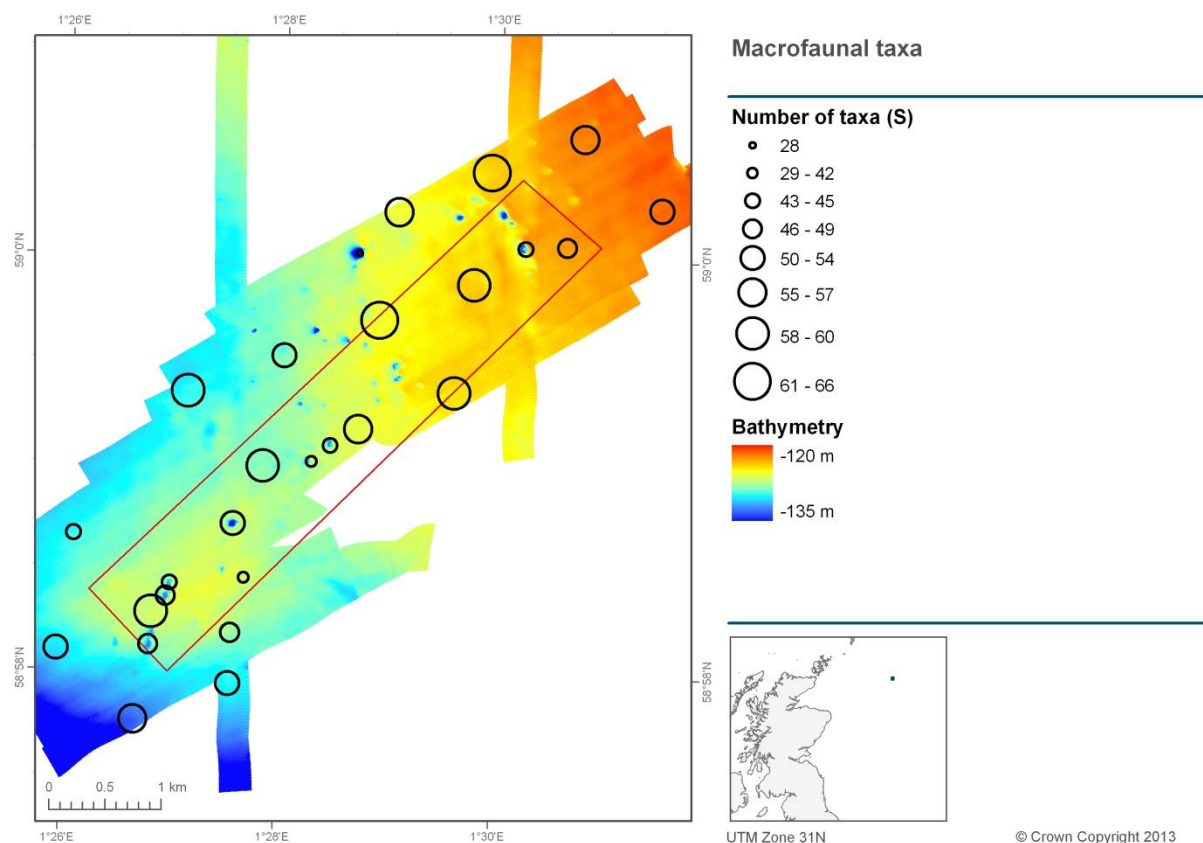 1°26'E 1°28'E 1°30'E
59°0'N
59°0'N
58°58'N
58°58'N
0 0.5 1 km
1°26'E 1°28'E 1°30'E
Macrofaunal taxa
Number of taxa (S)
28
29 - 42
43 - 45
46 - 49
50 - 54
55 - 57
58 - 60
61 - 66
Bathymetry
-120 m
-135 m
UTM Zone 31N
© Crown Copyright 2013